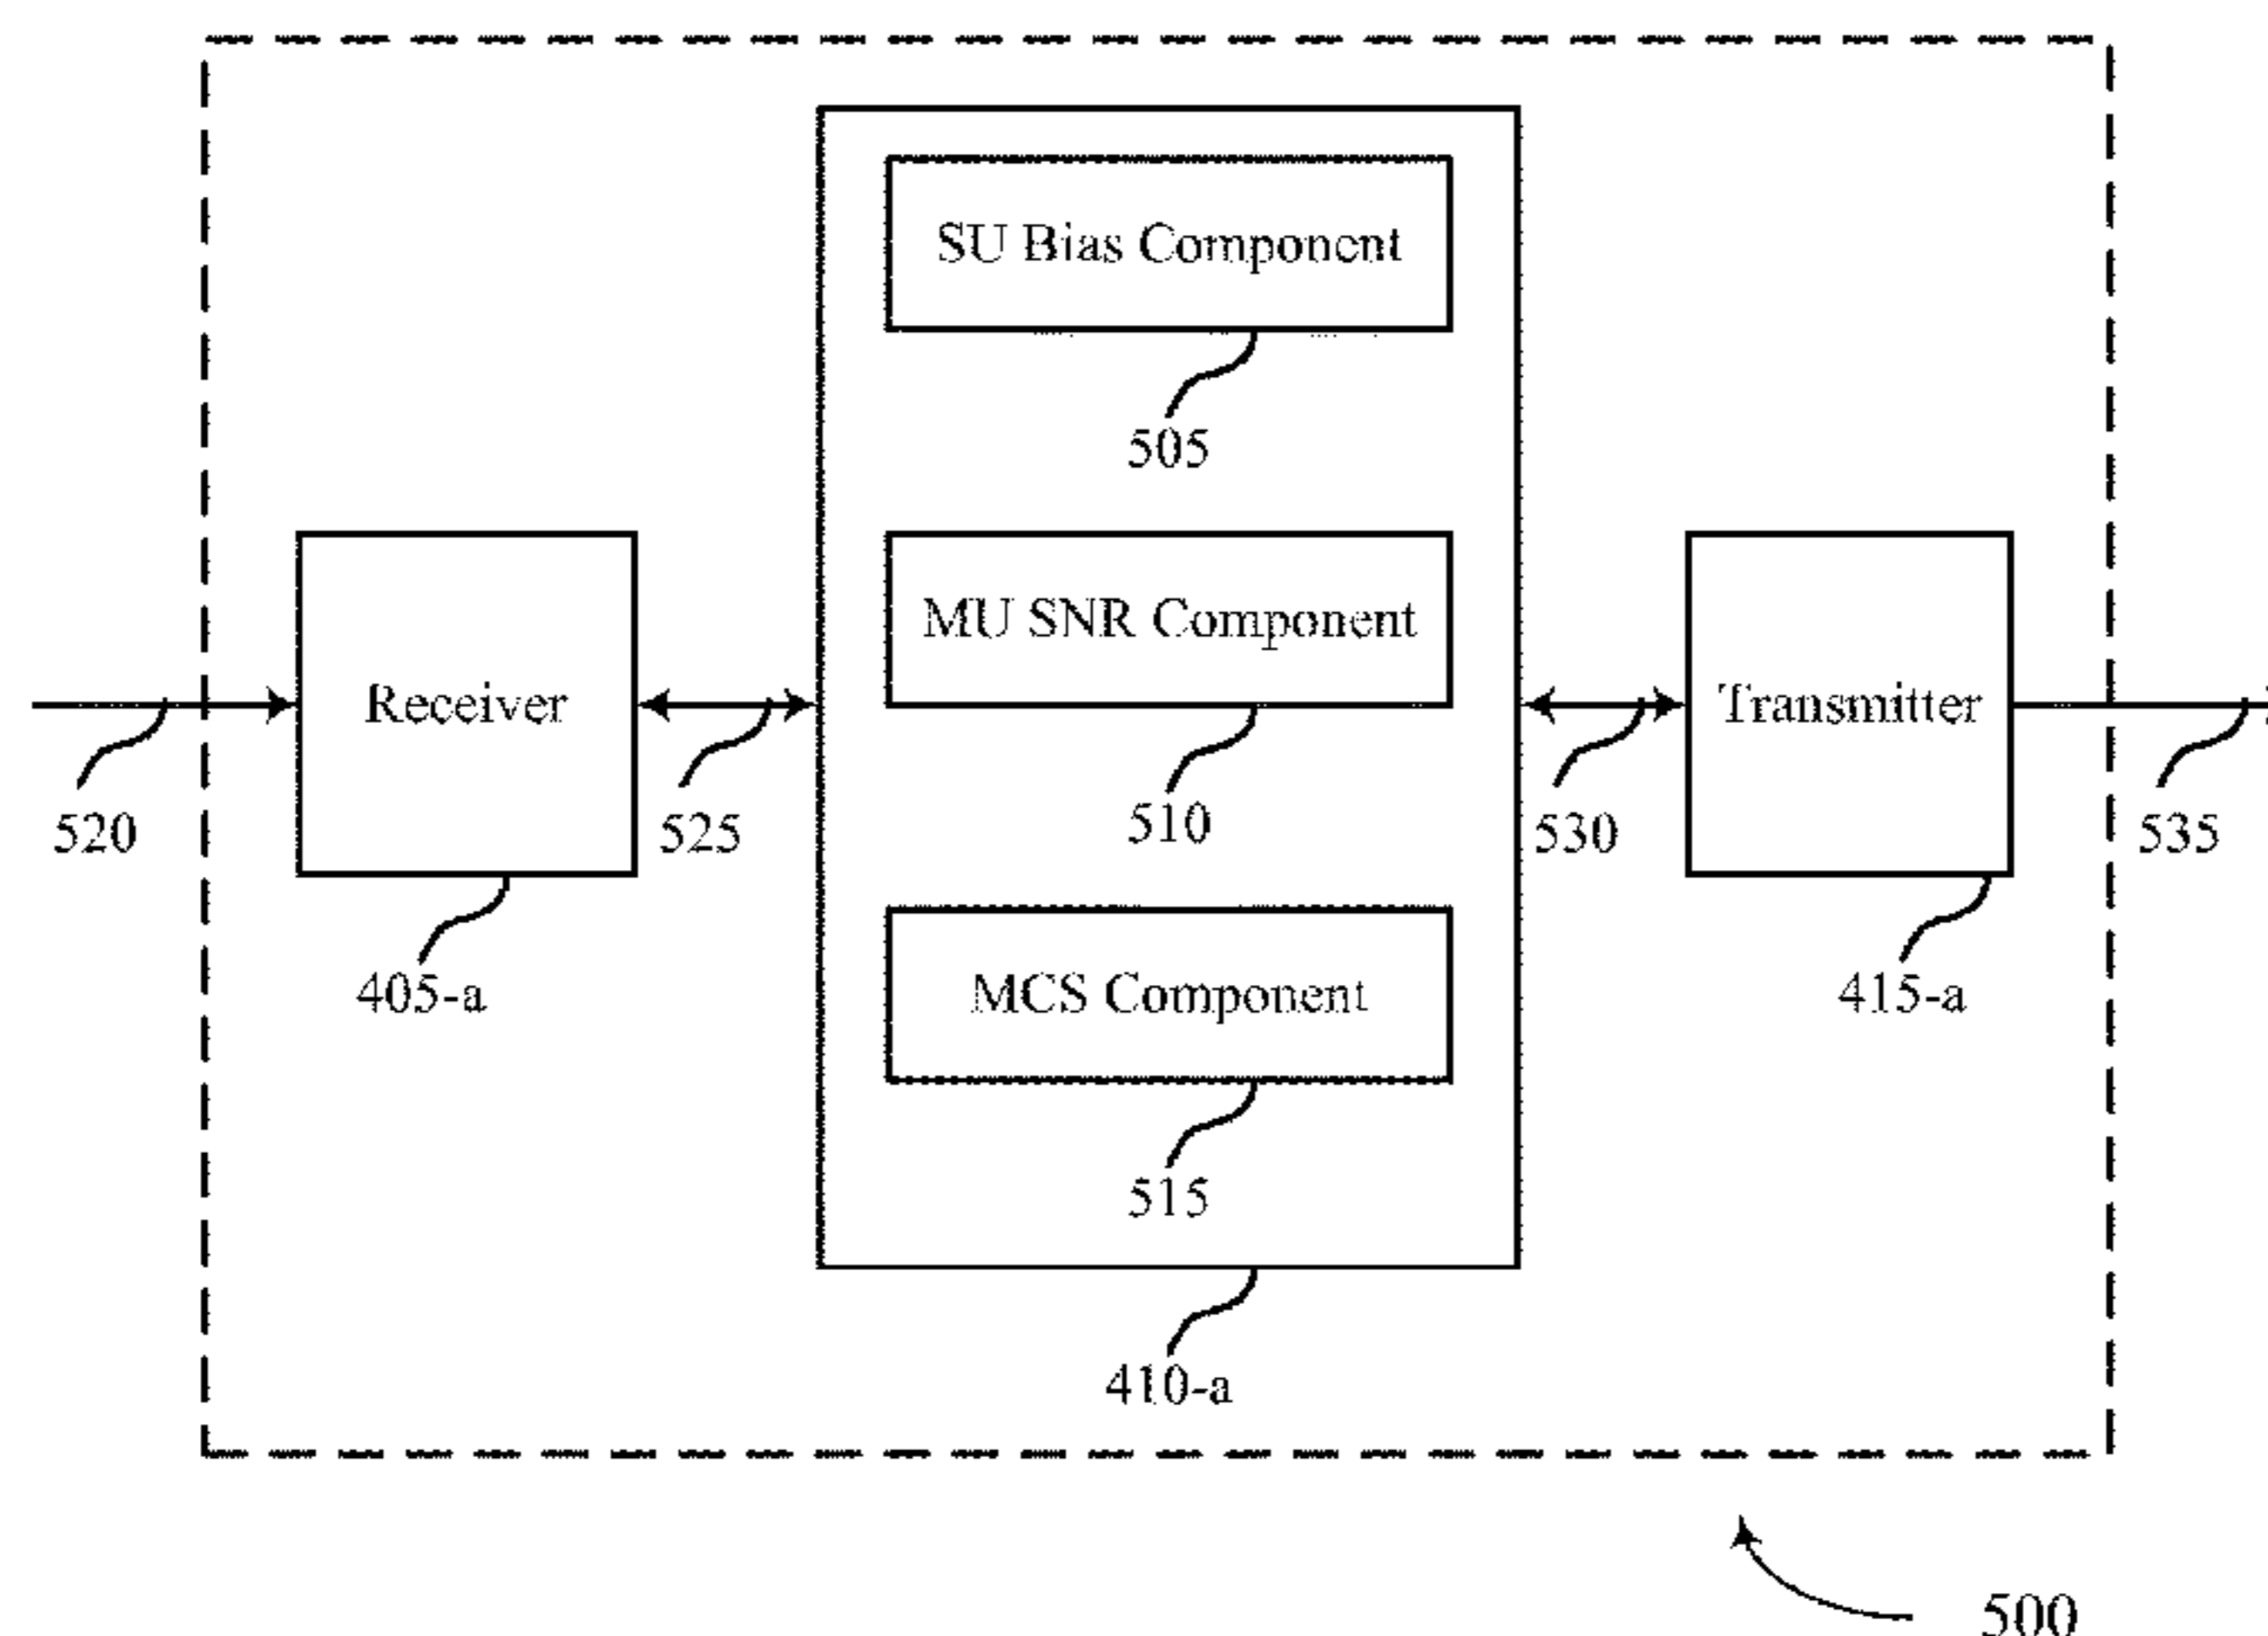 SU Bias Component
505
MU SNR Component
510
MCS Component
515
410-a
Receiver
405-a
Transmitter
415-a
520
525
530
535
500